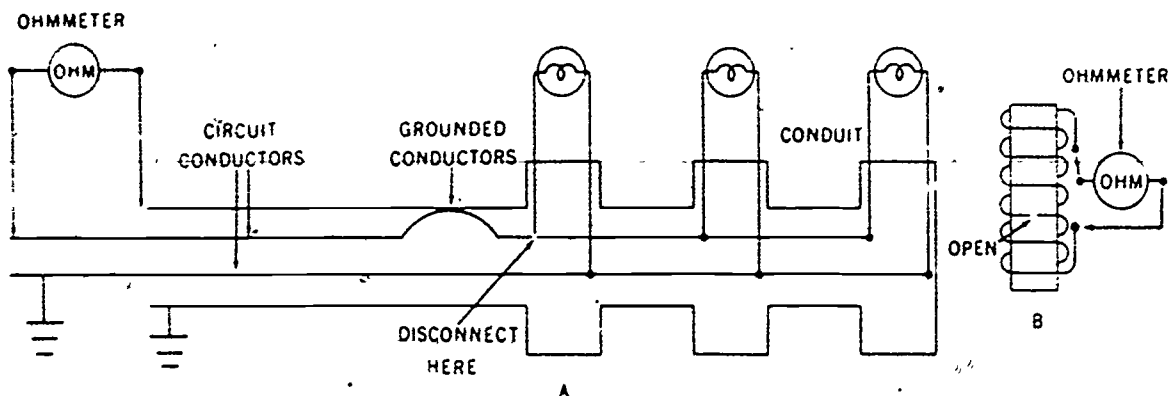 OHMMETER
OHM
CIRCUIT
CONDUCTORS
GROUNDED
CONDUCTORS
CONDUIT
OHMMETER
OHM
OPEN
DISCONNECT
HERE
A
B